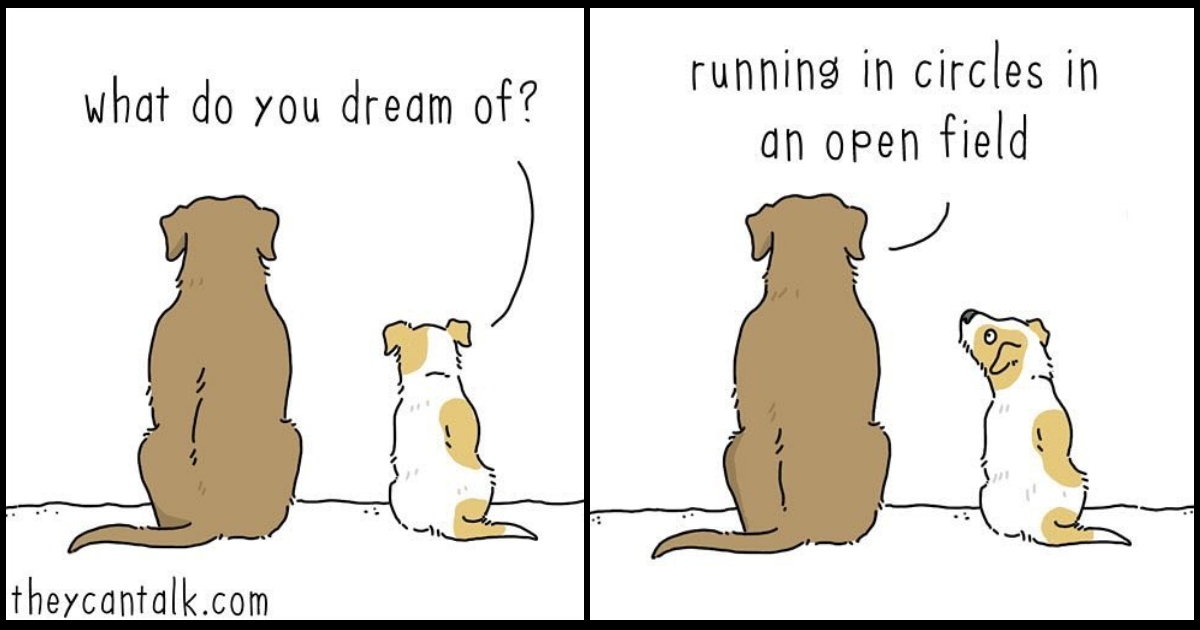 what do you dream of?
running in circles in
an open field
theycantalk.com